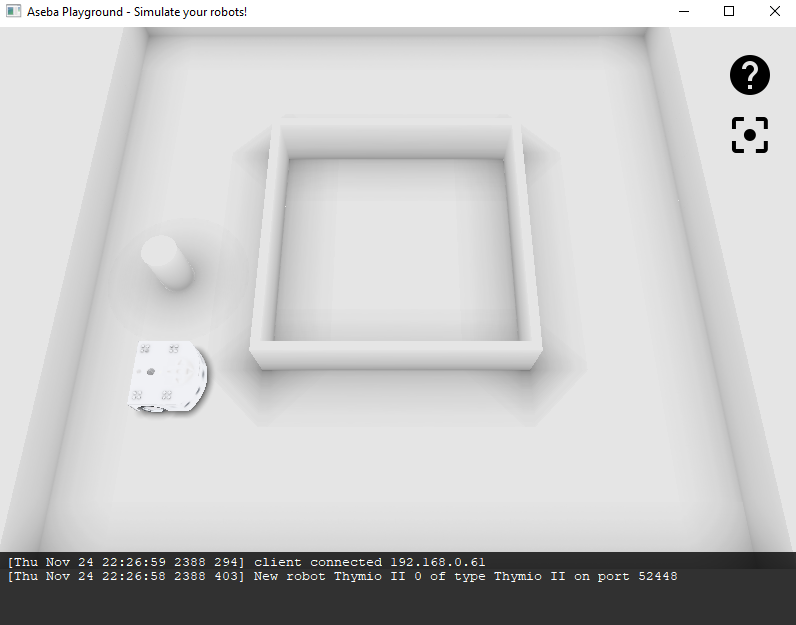 Aseba Playground - Simulate your robots!
?
[Thu Nov 24 22:26:59 2388 294] client connected 192.168.0.61
[Thu Nov 24 22:26:58 2388 403] New robot Thymio II 0 of type Thymio II on port 52448